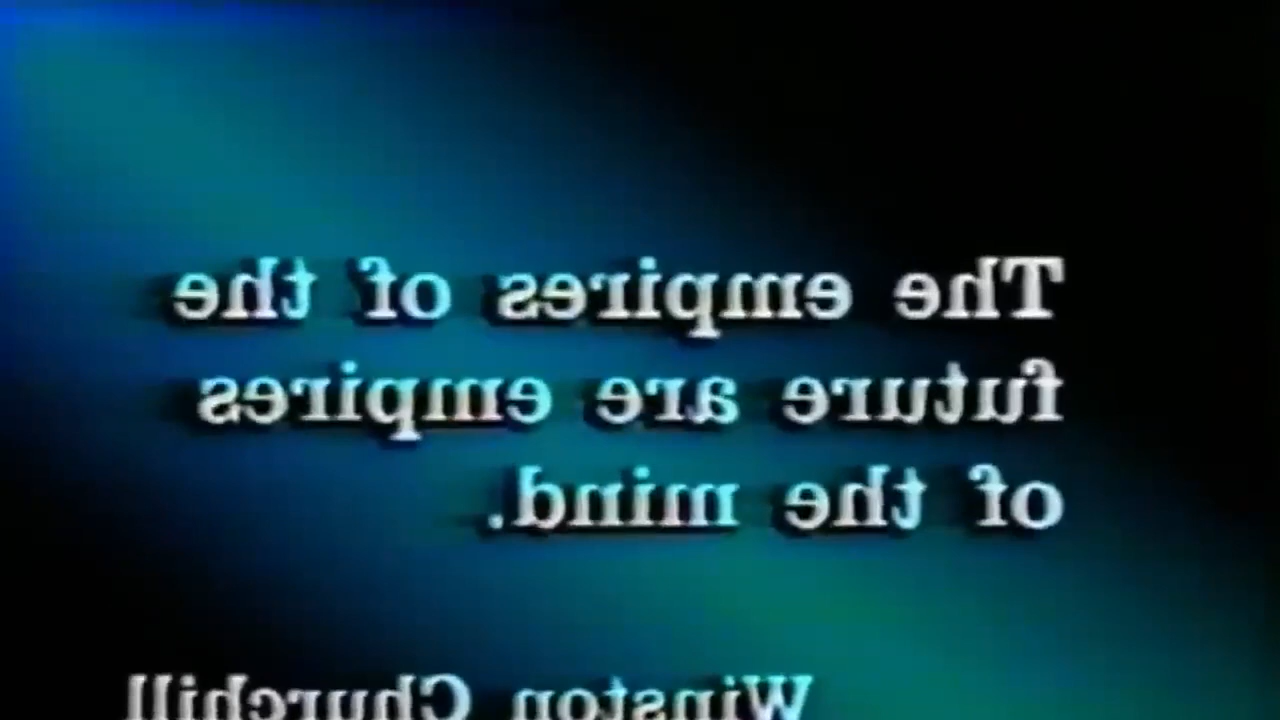 The empires of the
future are empires
of the mind.
Winston Churchill